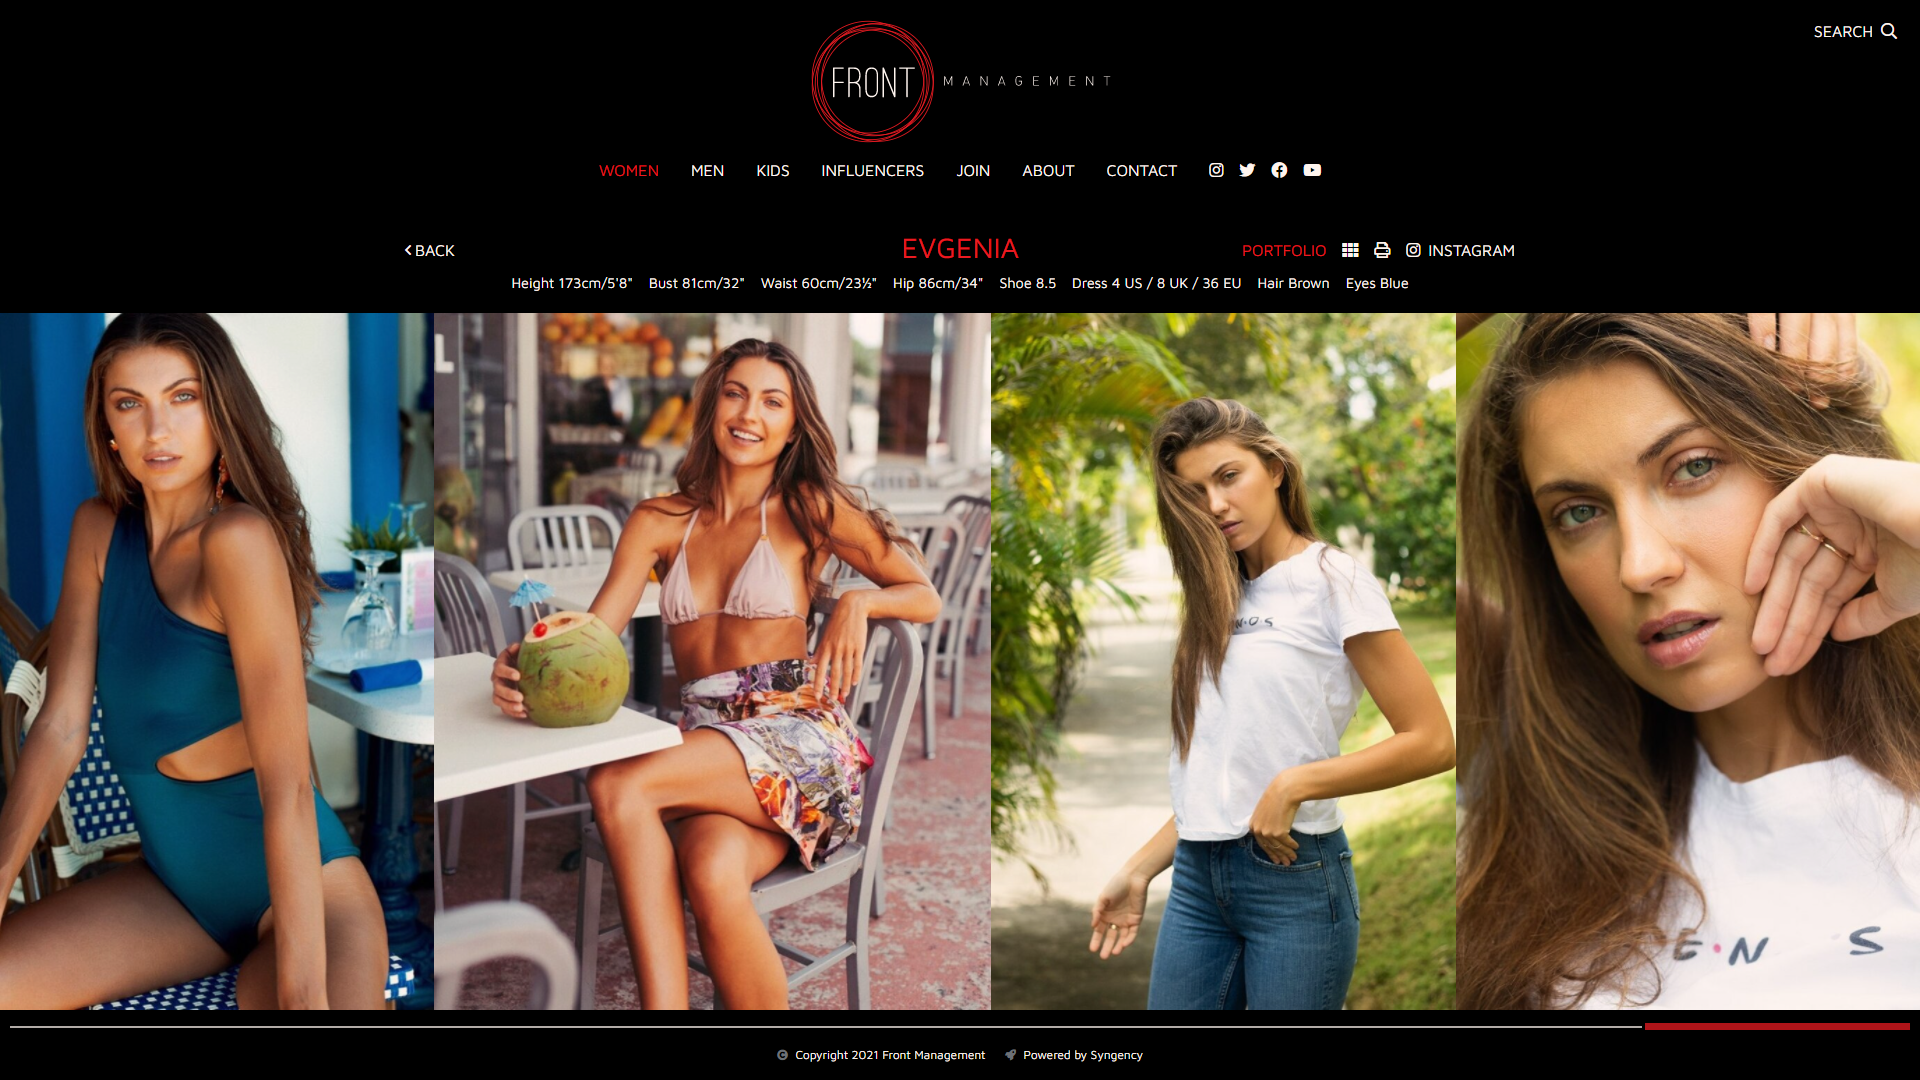 SEARCH
FRONT MANAGEMENT
WOMEN MEN KIDS INFLUENCERS JOIN ABOUT CONTACT
BACK EVGENIA PORTFOLIO INSTAGRAM
Height 173cm/5'8" Bust 81cm/32" Waist 60cm/23½" Hip 86cm/34" Shoe 8.5 Dress 4 US / 8 UK / 36 EU Hair Brown Eyes Blue
L
N·O·S
E·N S
© Copyright 2021 Front Management Powered by Syngency